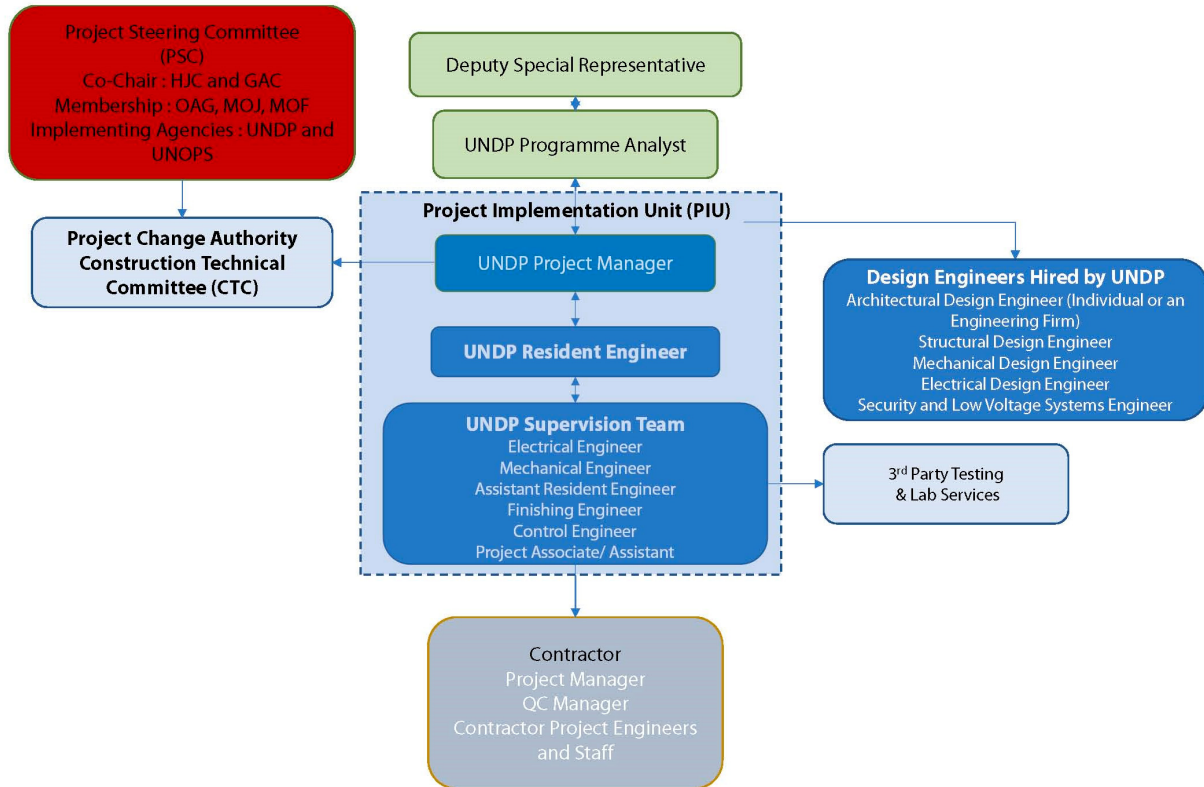 Project Steering Committee
(PSC)
Co-Chair : HJC and GAC
Membership : OAG, MOJ, MOF
Implementing Agencies : UNDP and
UNOPS
Deputy Special Representative
UNDP Programme Analyst
Project Change Authority
Construction Technical
Committee (CTC)
Project Implementation Unit (PIU)
UNDP Project Manager
UNDP Resident Engineer
UNDP Supervision Team
Electrical Engineer
Mechanical Engineer
Assistant Resident Engineer
Finishing Engineer
Control Engineer
Project Associate/ Assistant
Design Engineers Hired by UNDP
Architectural Design Engineer (Individual or an
Engineering Firm)
Structural Design Engineer
Mechanical Design Engineer
Electrical Design Engineer
Security and Low Voltage Systems Engineer
3rd Party Testing
& Lab Services
Contractor
Project Manager
QC Manager
Contractor Project Engineers
and Staff